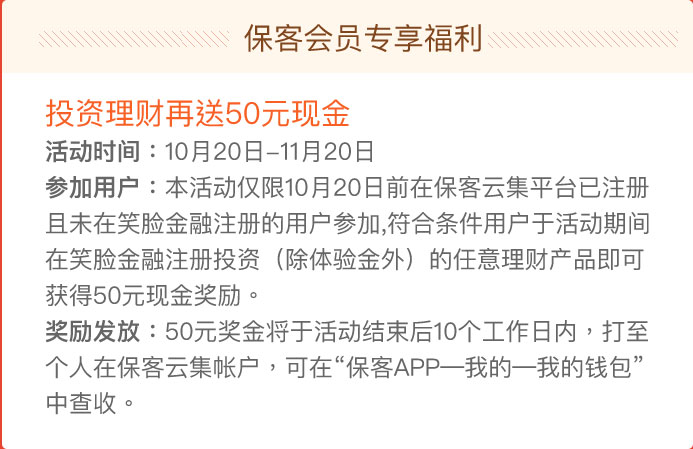 保客会员专享福利
投资理财再送50元现金
活动时间：10月20日-11月20日
参加用户：本活动仅限10月20日前在保客云集平台已注册
且未在笑脸金融注册的用户参加,符合条件用户于活动期间
在笑脸金融注册投资（除体验金外）的任意理财产品即可
获得50元现金奖励。
奖励发放：50元奖金将于活动结束后10个工作日内，打至
个人在保客云集帐户，可在“保客APP—我的—我的钱包”
中查收。